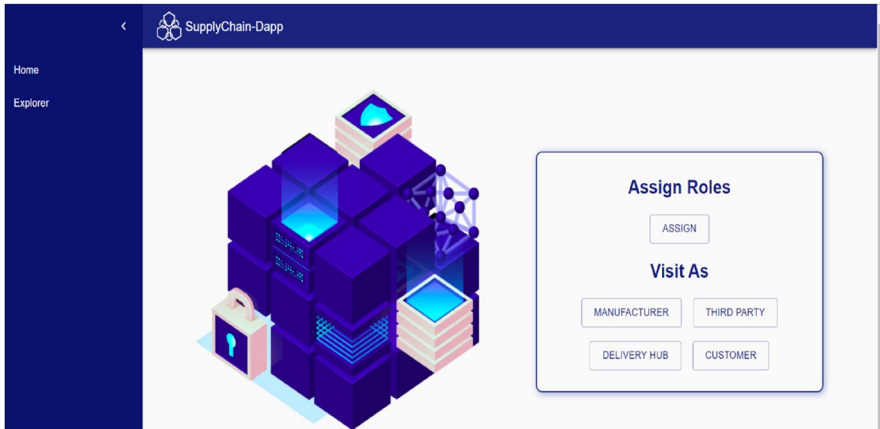 SupplyChain-Dapp
Home
Explorer
Assign Roles
ASSIGN
Visit As
MANUFACTURER
THIRD PARTY
DELIVERY HUB
CUSTOMER